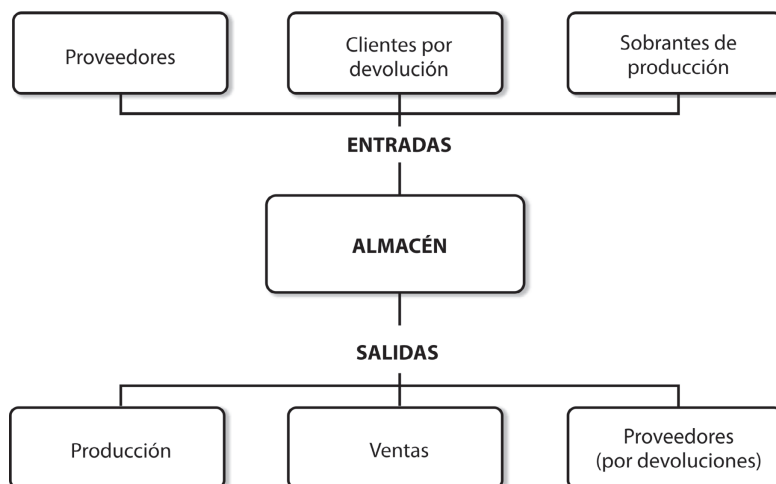 Proveedores
Clientes por
devolución
Sobrantes de
producción
ENTRADAS
ALMACÉN
SALIDAS
Producción
Ventas
Proveedores
(por devoluciones)